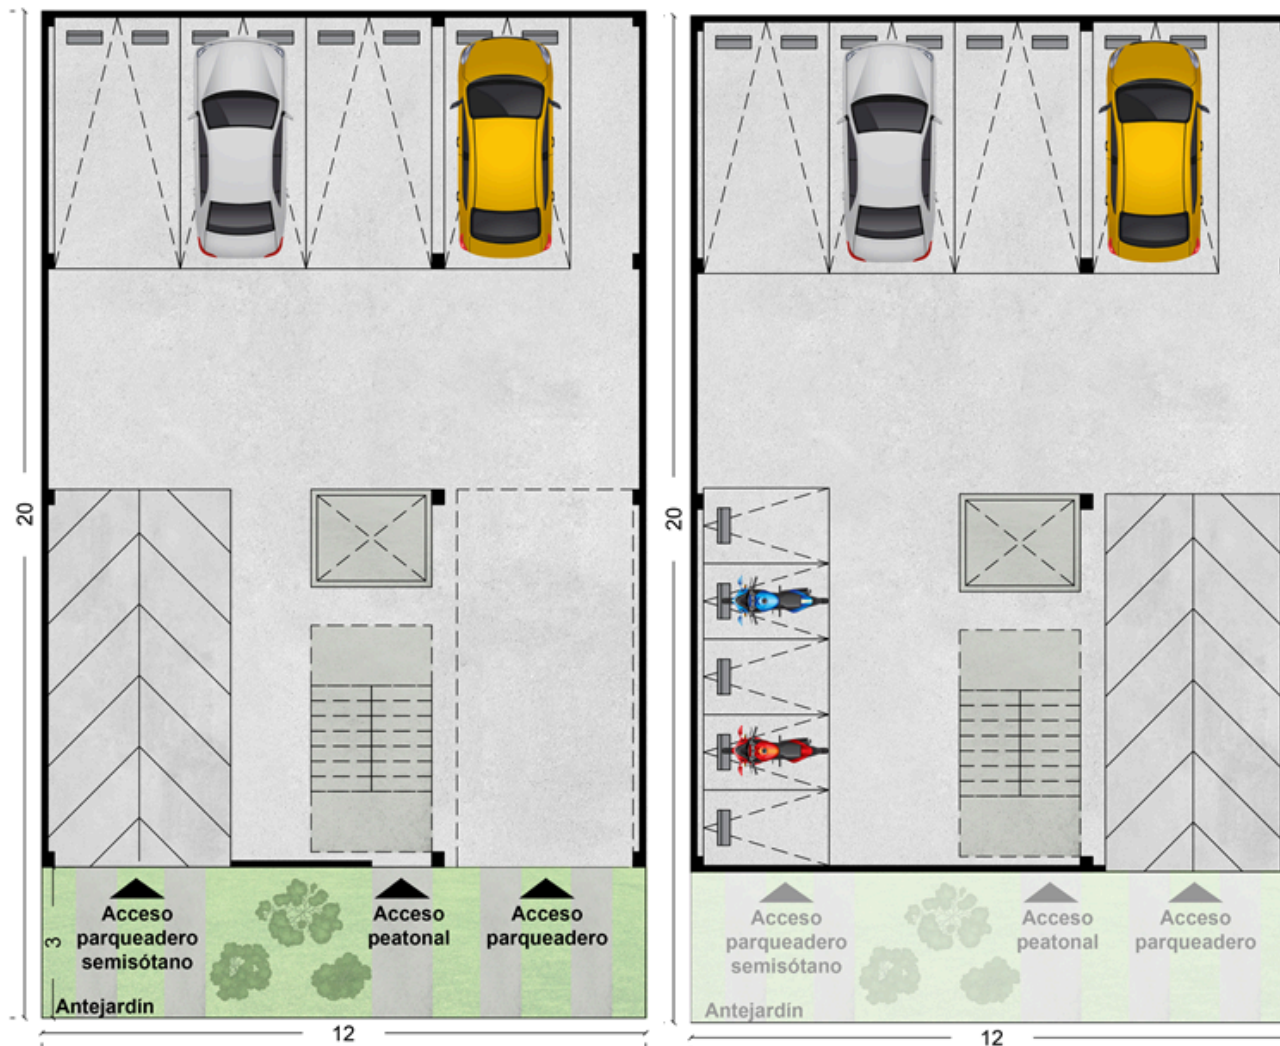 20
Acceso
parqueadero
semisótano
Acceso
peatonal
Acceso
parqueadero
3
Antejardín
12
20
Acceso
parqueadero
semisótano
Acceso
peatonal
Acceso
parqueadero
Antejardín
12